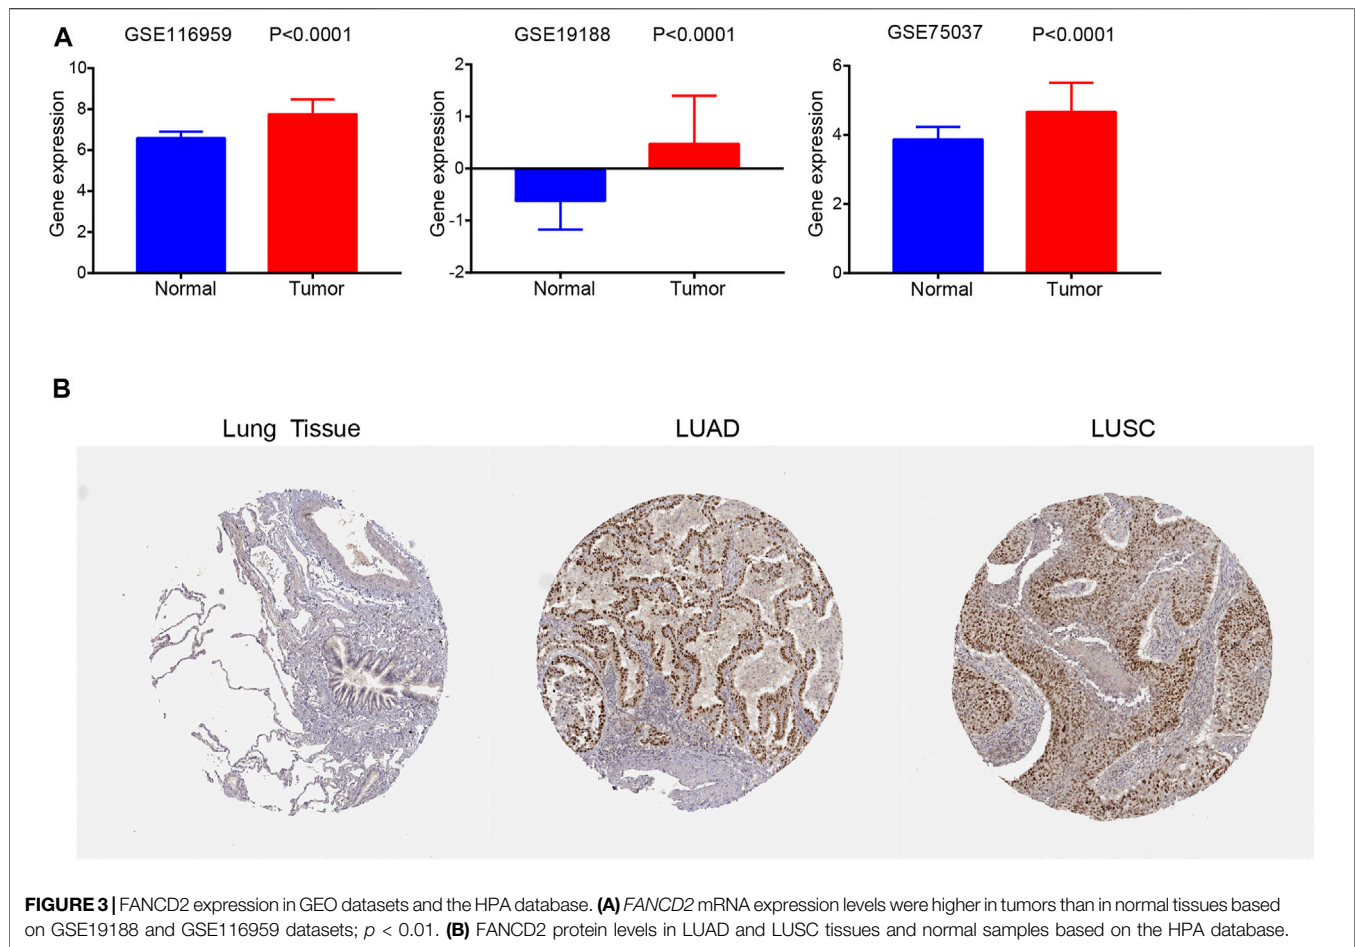 A
GSE116959 P<0.0001
Gene expression
10
8
6
4
2
0
Normal Tumor
GSE19188 P<0.0001
Gene expression
2
1
0
-1
-2
Normal Tumor
GSE75037 P<0.0001
Gene expression
6
4
2
0
Normal Tumor
B
Lung Tissue LUAD LUSC
FIGURE 3 | FANCD2 expression in GEO datasets and the HPA database. (A) FANCD2 mRNA expression levels were higher in tumors than in normal tissues based
on GSE19188 and GSE116959 datasets; p < 0.01. (B) FANCD2 protein levels in LUAD and LUSC tissues and normal samples based on the HPA database.